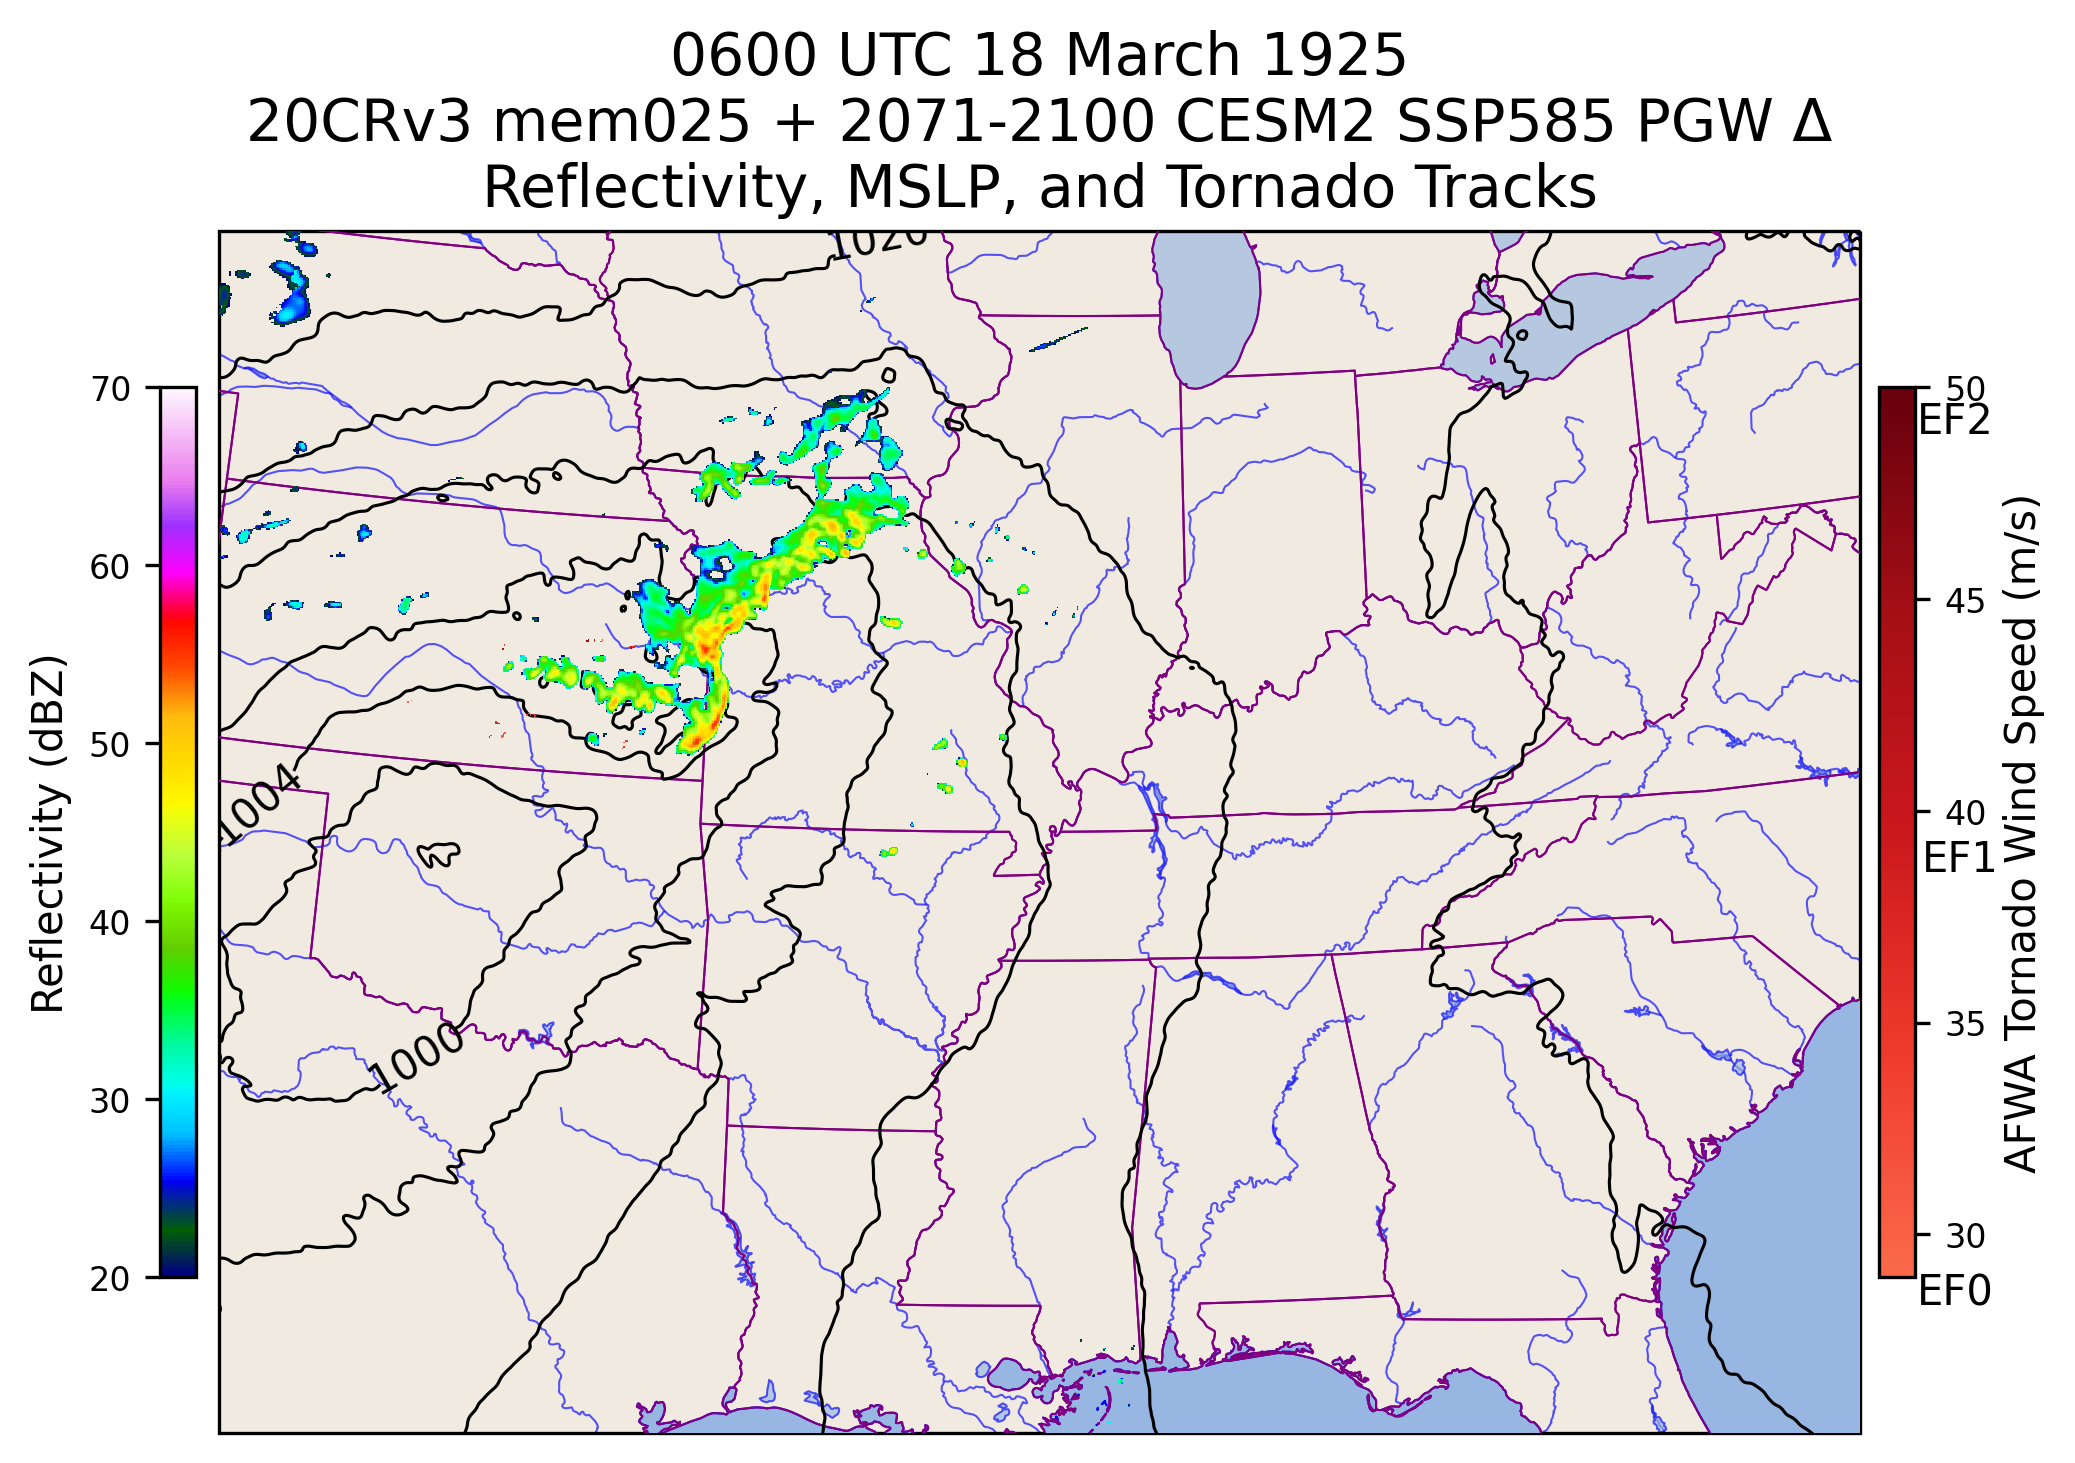 0600 UTC 18 March 1925
20CRv3 mem025 + 2071-2100 CESM2 SSP585 PGW Δ
Reflectivity, MSLP, and Tornado Tracks
Reflectivity (dBZ)
70
60
50
40
30
20
1020
1004
1000
50
EF2
45
40
EF1
35
30
EF0
AFWA Tornado Wind Speed (m/s)